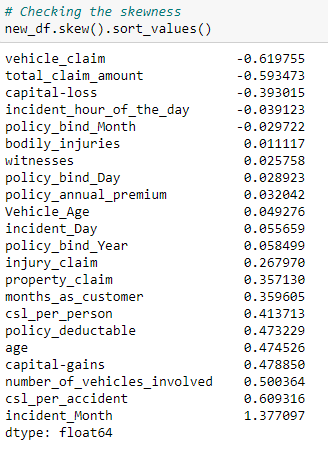 # Checking the skewness
new_df.skew().sort_values()
vehicle_claim -0.619755
total_claim_amount -0.593473
capital-loss -0.393015
incident_hour_of_the_day -0.039123
policy_bind_Month -0.029722
bodily_injuries 0.011117
witnesses 0.025758
policy_bind_Day 0.028923
policy_annual_premium 0.032042
Vehicle_Age 0.049276
incident_Day 0.055659
policy_bind_Year 0.058499
injury_claim 0.267970
property_claim 0.357130
months_as_customer 0.359605
csl_per_person 0.413713
policy_deductable 0.473229
age 0.474526
capital-gains 0.478850
number_of_vehicles_involved 0.500364
csl_per_accident 0.609316
incident_Month 1.377097
dtype: float64